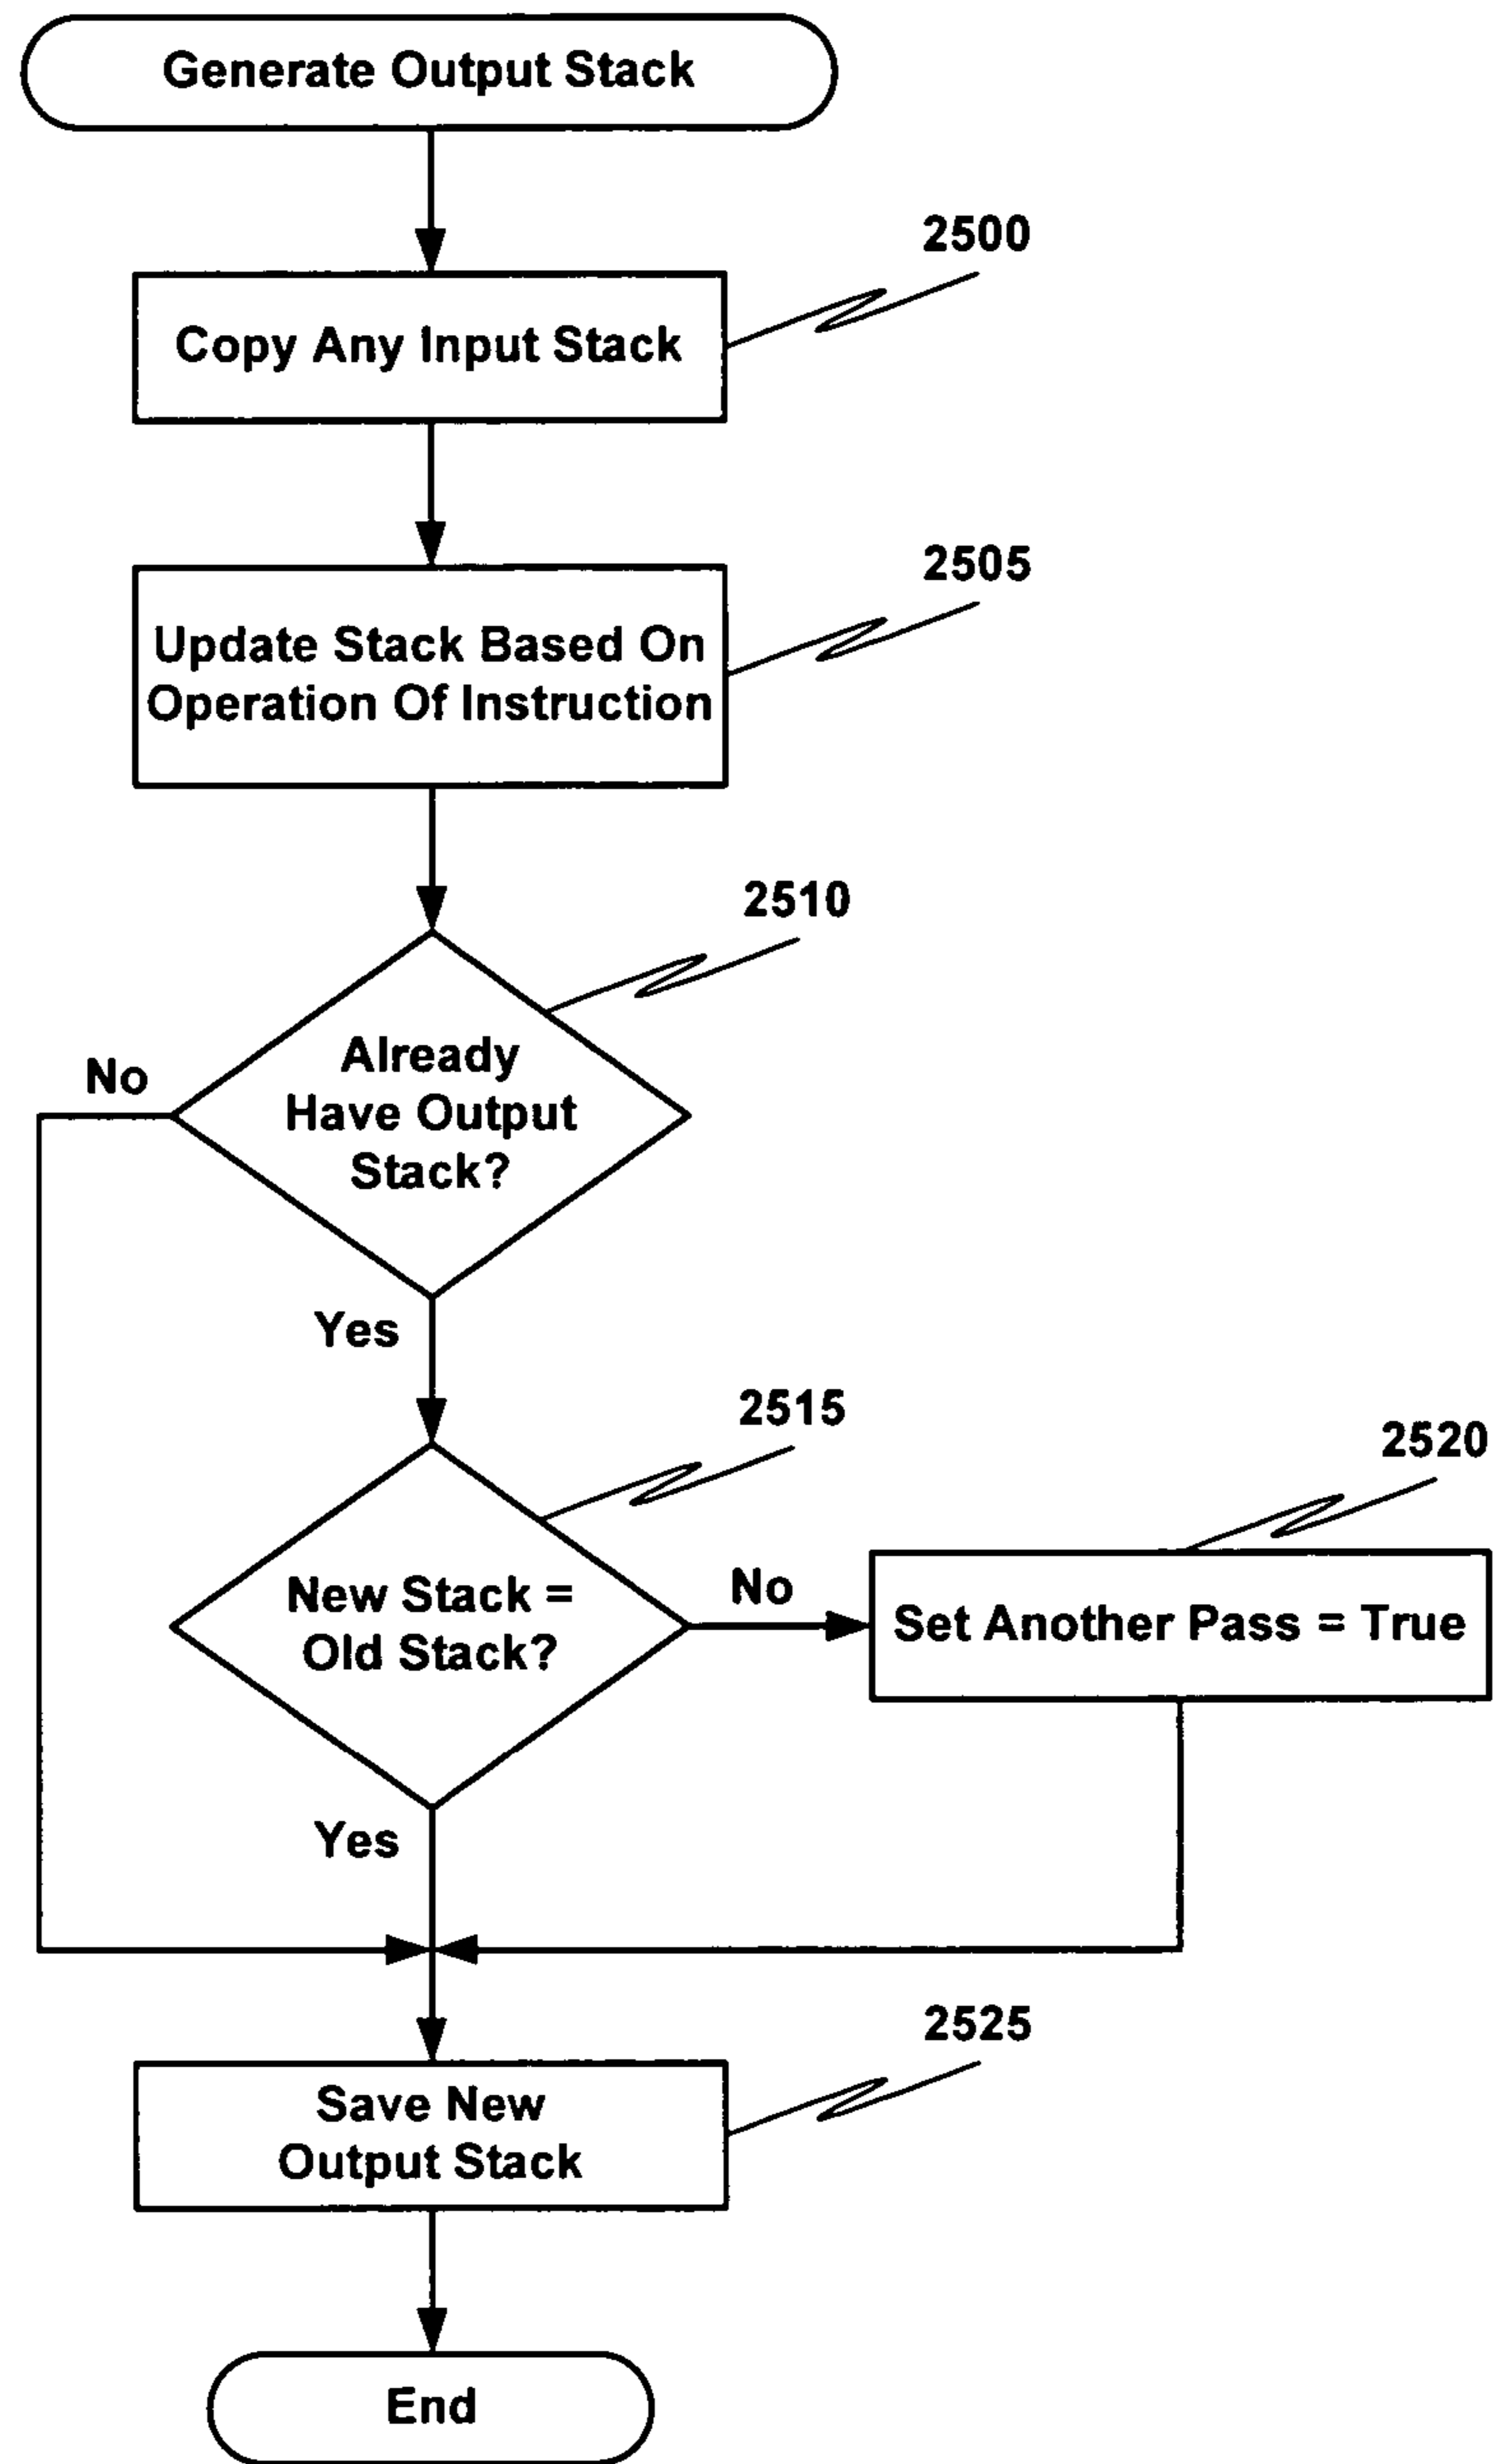 Generate Output Stack
2500
Copy Any Input Stack
2505
Update Stack Based On
Operation Of Instruction
2510
Already
Have Output
Stack?
No
Yes
2515
2520
New Stack =
Old Stack?
No
Set Another Pass = True
Yes
2525
Save New
Output Stack
End